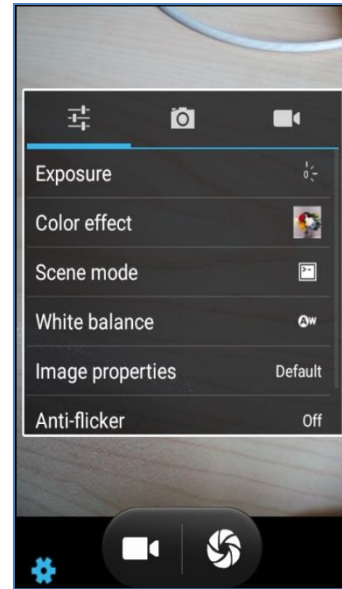 Exposure
Color effect
Scene mode
White balance
Image properties Default
Anti-flicker Off